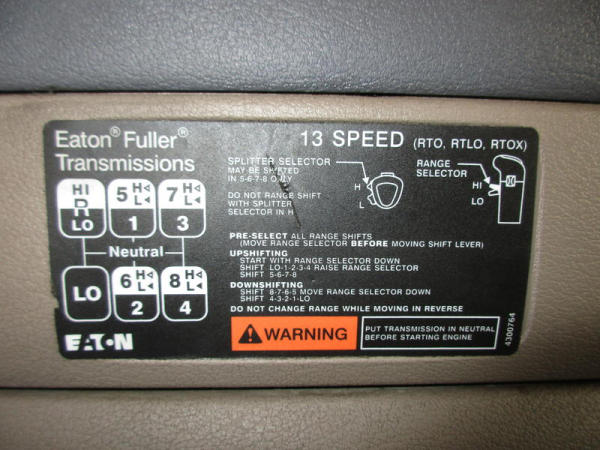 Eaton® Fuller®
Transmissions
13 SPEED (RTO, RTLO, RTOX)
HI
R
LO
5 H L
1
7 H L
3
Neutral
LO
6 H L
2
8 H L
4
EATON
SPLITTER SELECTOR
MAY BE SHIFTED
IN 5-6-7-8 ONLY
DO NOT RANGE SHIFT
WITH SPLITTER
SELECTOR IN H
H
L
RANGE
SELECTOR
HI
LO
PRE-SELECT ALL RANGE SHIFTS
(MOVE RANGE SELECTOR BEFORE MOVING SHIFT LEVER)
UPSHIFTING
START WITH RANGE SELECTOR DOWN
SHIFT LO-1-2-3-4 RAISE RANGE SELECTOR
SHIFT 5-6-7-8
DOWNSHIFTING
SHIFT 8-7-6-5 MOVE RANGE SELECTOR DOWN
SHIFT 4-3-2-1-LO
DO NOT CHANGE RANGE WHILE MOVING IN REVERSE
WARNING
PUT TRANSMISSION IN NEUTRAL
BEFORE STARTING ENGINE
4300764